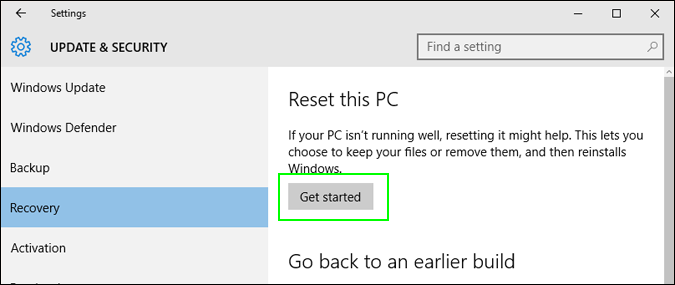 Settings
UPDATE & SECURITY
Find a setting
Windows Update
Windows Defender
Backup
Recovery
Activation
Reset this PC
If your PC isn't running well, resetting it might help. This lets you
choose to keep your files or remove them, and then reinstalls
Windows.
Get started
Go back to an earlier build